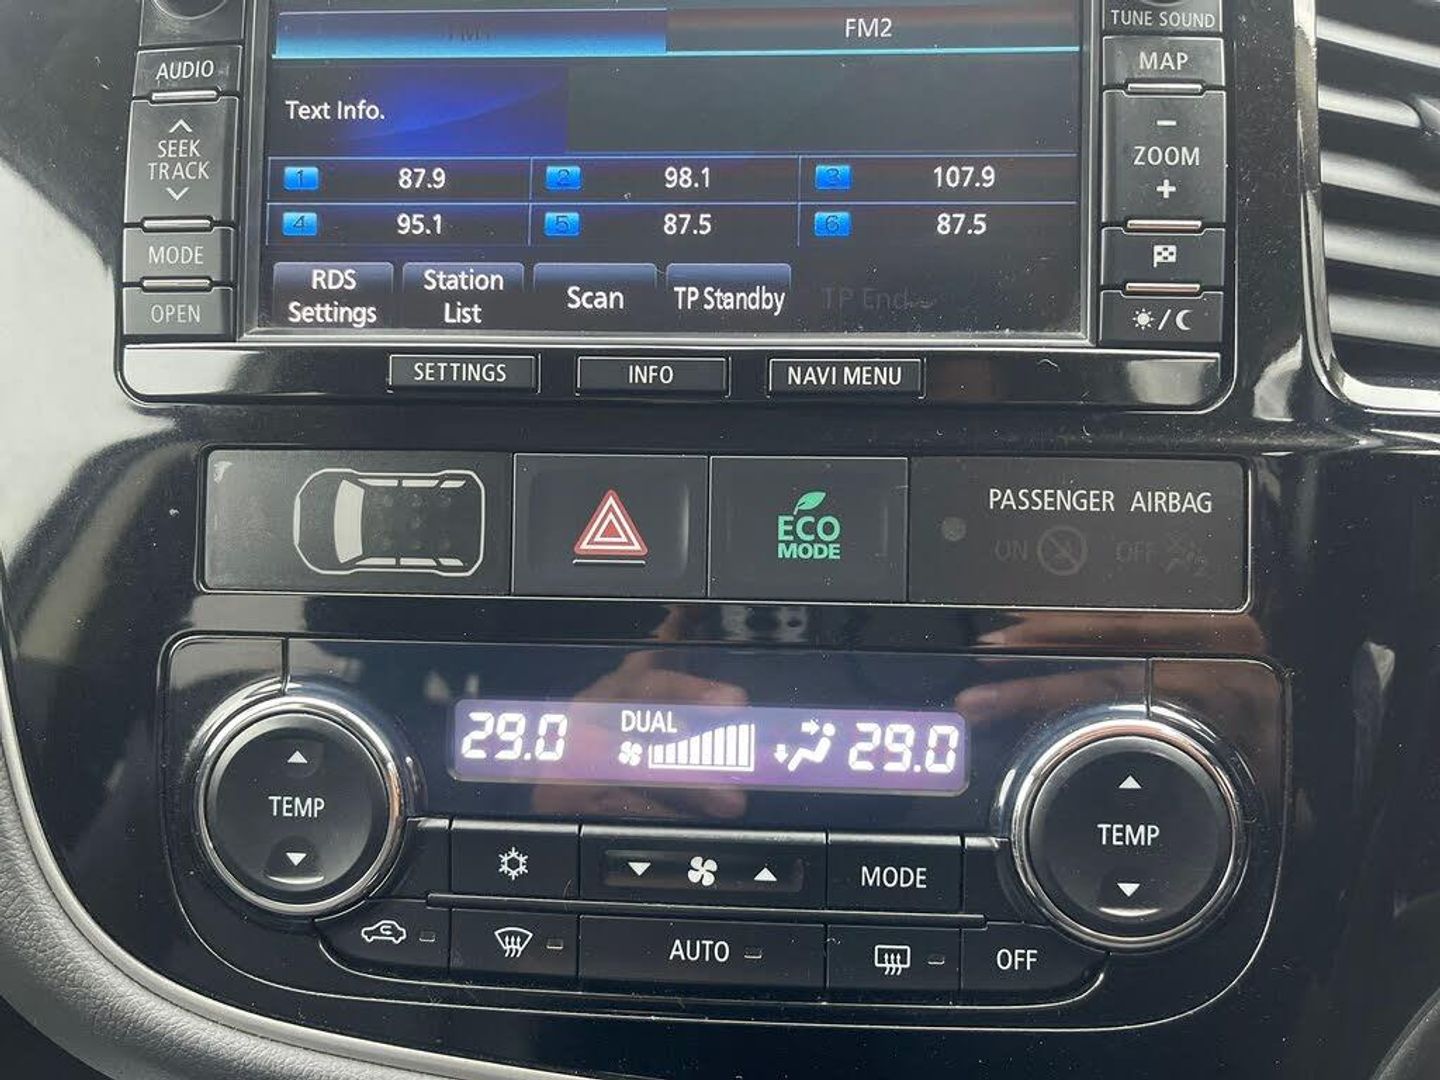 TUNE SOUND
FM1 FM2
AUDIO
MAP
Text Info.
SEEK
TRACK
−
ZOOM
+
1 87.9 2 98.1 3 107.9
4 95.1 5 87.5 6 87.5
MODE
OPEN
RDS
Settings
Station
List
Scan
TP Standby
SETTINGS INFO NAVI MENU
ECO
MODE
PASSENGER AIRBAG
ON OFF 2
29.0 DUAL 29.0
TEMP TEMP
MODE
AUTO OFF